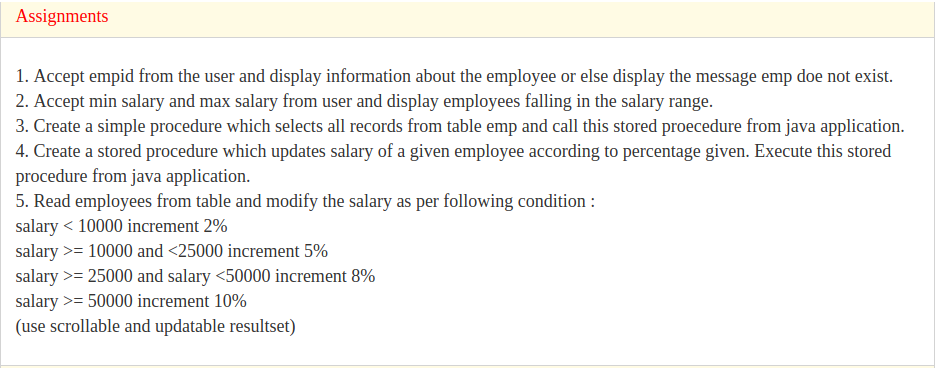 Assignments
1. Accept empid from the user and display information about the employee or else display the message emp doe not exist.
2. Accept min salary and max salary from user and display employees falling in the salary range.
3. Create a simple procedure which selects all records from table emp and call this stored proecedure from java application.
4. Create a stored procedure which updates salary of a given employee according to percentage given. Execute this stored
procedure from java application.
5. Read employees from table and modify the salary as per following condition :
salary < 10000 increment 2%
salary >= 10000 and <25000 increment 5%
salary >= 25000 and salary <50000 increment 8%
salary >= 50000 increment 10%
(use scrollable and updatable resultset)